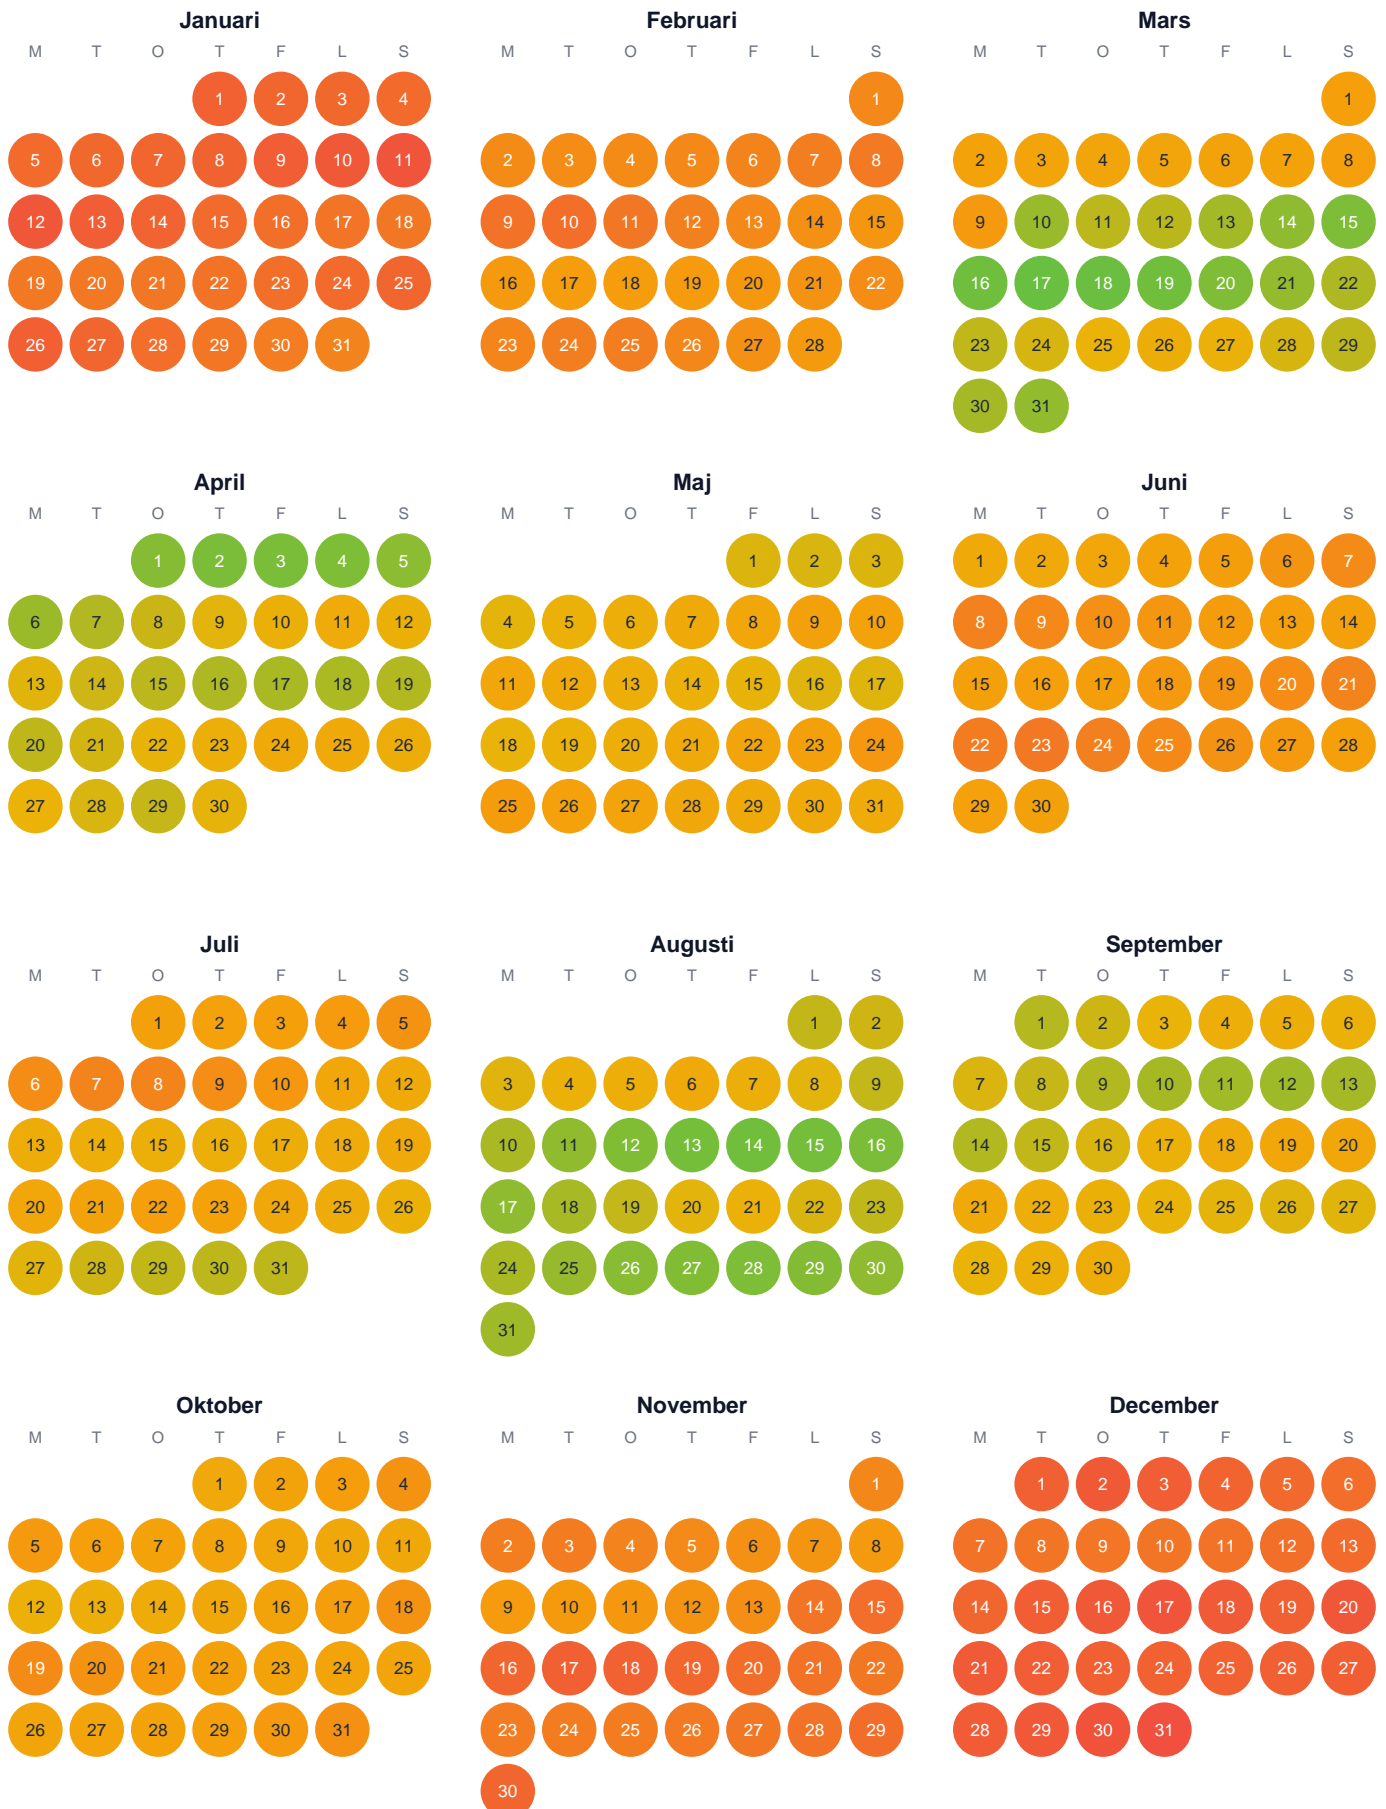 Januari Februari Mars
M T O T F L S M T O T F L S M T O T F L S
1 2 3 4 1 1
5 6 7 8 9 10 11 2 3 4 5 6 7 8 2 3 4 5 6 7 8
12 13 14 15 16 17 18 9 10 11 12 13 14 15 9 10 11 12 13 14 15
19 20 21 22 23 24 25 16 17 18 19 20 21 22 16 17 18 19 20 21 22
26 27 28 29 30 31 23 24 25 26 27 28 23 24 25 26 27 28 29
30 31
April Maj Juni
M T O T F L S M T O T F L S M T O T F L S
1 2 3 4 5 1 2 3 1 2 3 4 5 6 7
6 7 8 9 10 11 12 4 5 6 7 8 9 10 8 9 10 11 12 13 14
13 14 15 16 17 18 19 11 12 13 14 15 16 17 15 16 17 18 19 20 21
20 21 22 23 24 25 26 18 19 20 21 22 23 24 22 23 24 25 26 27 28
27 28 29 30 25 26 27 28 29 30 31 29 30
Juli Augusti September
M T O T F L S M T O T F L S M T O T F L S
1 2 3 4 5 1 2 1 2 3 4 5 6
6 7 8 9 10 11 12 3 4 5 6 7 8 9 7 8 9 10 11 12 13
13 14 15 16 17 18 19 10 11 12 13 14 15 16 14 15 16 17 18 19 20
20 21 22 23 24 25 26 17 18 19 20 21 22 23 21 22 23 24 25 26 27
27 28 29 30 31 24 25 26 27 28 29 30 28 29 30
31
Oktober November December
M T O T F L S M T O T F L S M T O T F L S
1 2 3 4 1 1 2 3 4 5 6
5 6 7 8 9 10 11 2 3 4 5 6 7 8 7 8 9 10 11 12 13
12 13 14 15 16 17 18 9 10 11 12 13 14 15 14 15 16 17 18 19 20
19 20 21 22 23 24 25 16 17 18 19 20 21 22 21 22 23 24 25 26 27
26 27 28 29 30 31 23 24 25 26 27 28 29 28 29 30 31
30